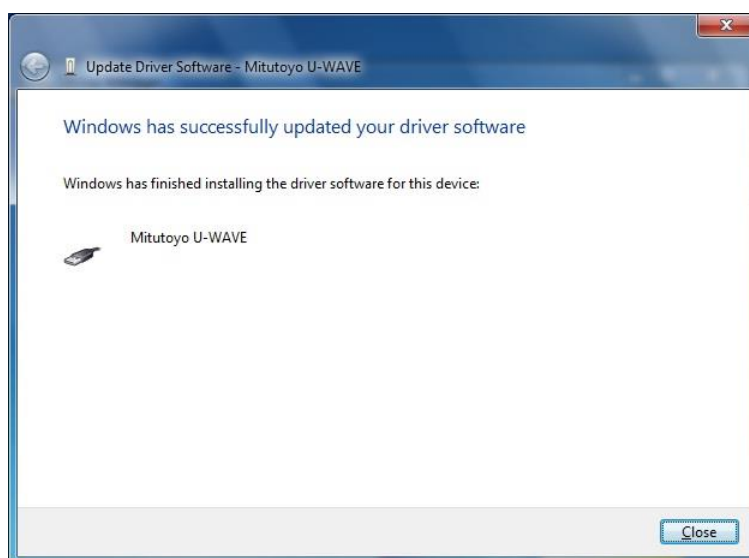 Update Driver Software - Mitutoyo U-WAVE
Windows has successfully updated your driver software
Windows has finished installing the driver software for this device:
Mitutoyo U-WAVE
Close